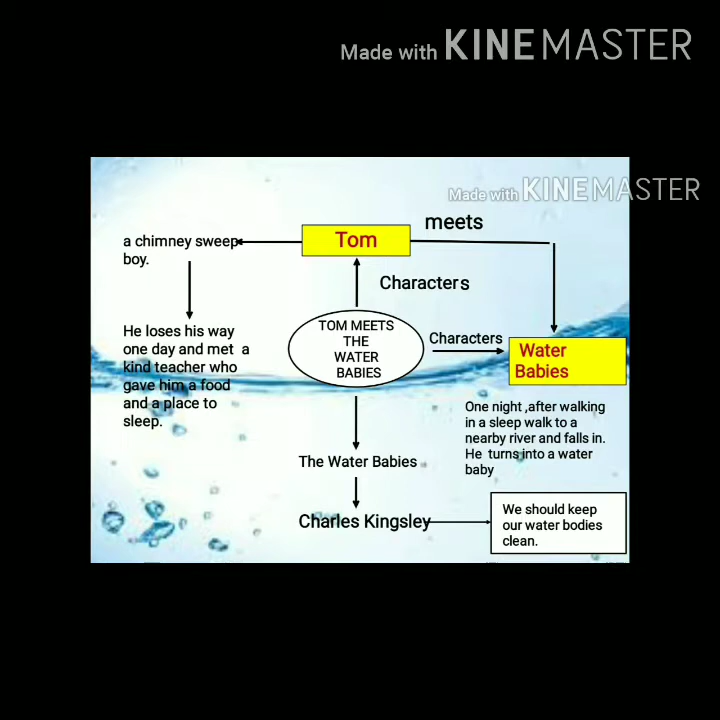 Made with KINEMASTER
Made with KINEMASTER
meets
Tom
a chimney sweep
boy.
Characters
He loses his way
one day and met a
kind teacher who
gave him a food
and a place to
sleep.
TOM MEETS
THE
WATER
BABIES
Characters
Water
Babies
One night ,after walking
in a sleep walk to a
nearby river and falls in.
He turns into a water
baby
The Water Babies
Charles Kingsley
We should keep
our water bodies
clean.